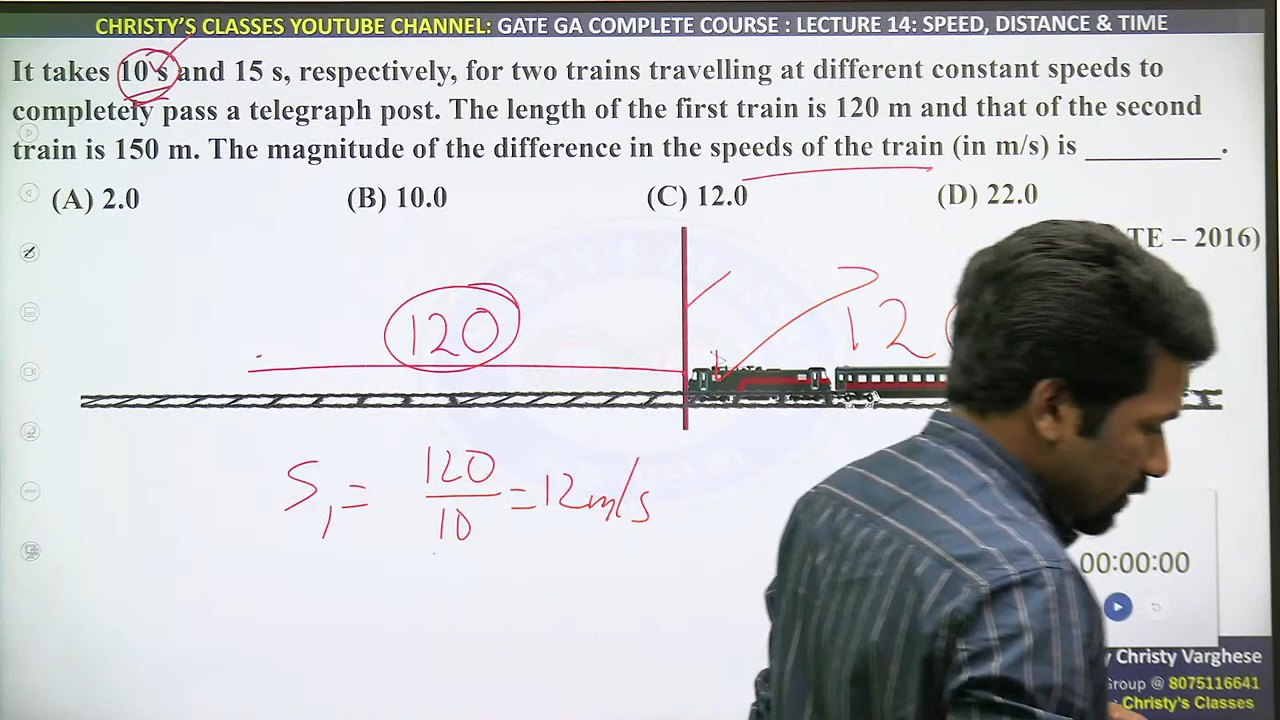 CHRISTY'S CLASSES YOUTUBE CHANNEL: GATE GA COMPLETE COURSE : LECTURE 14: SPEED, DISTANCE & TIME
It takes 10 s and 15 s, respectively, for two trains travelling at different constant speeds to
completely pass a telegraph post. The length of the first train is 120 m and that of the second
train is 150 m. The magnitude of the difference in the speeds of the train (in m/s) is __________.
(A) 2.0 (B) 10.0 (C) 12.0 (D) 22.0
TE – 2016)
120
12
S1 = 120/10 = 12 m/s
00:00:00
Christy Varghese
Group @ 8075116641
Christy's Classes